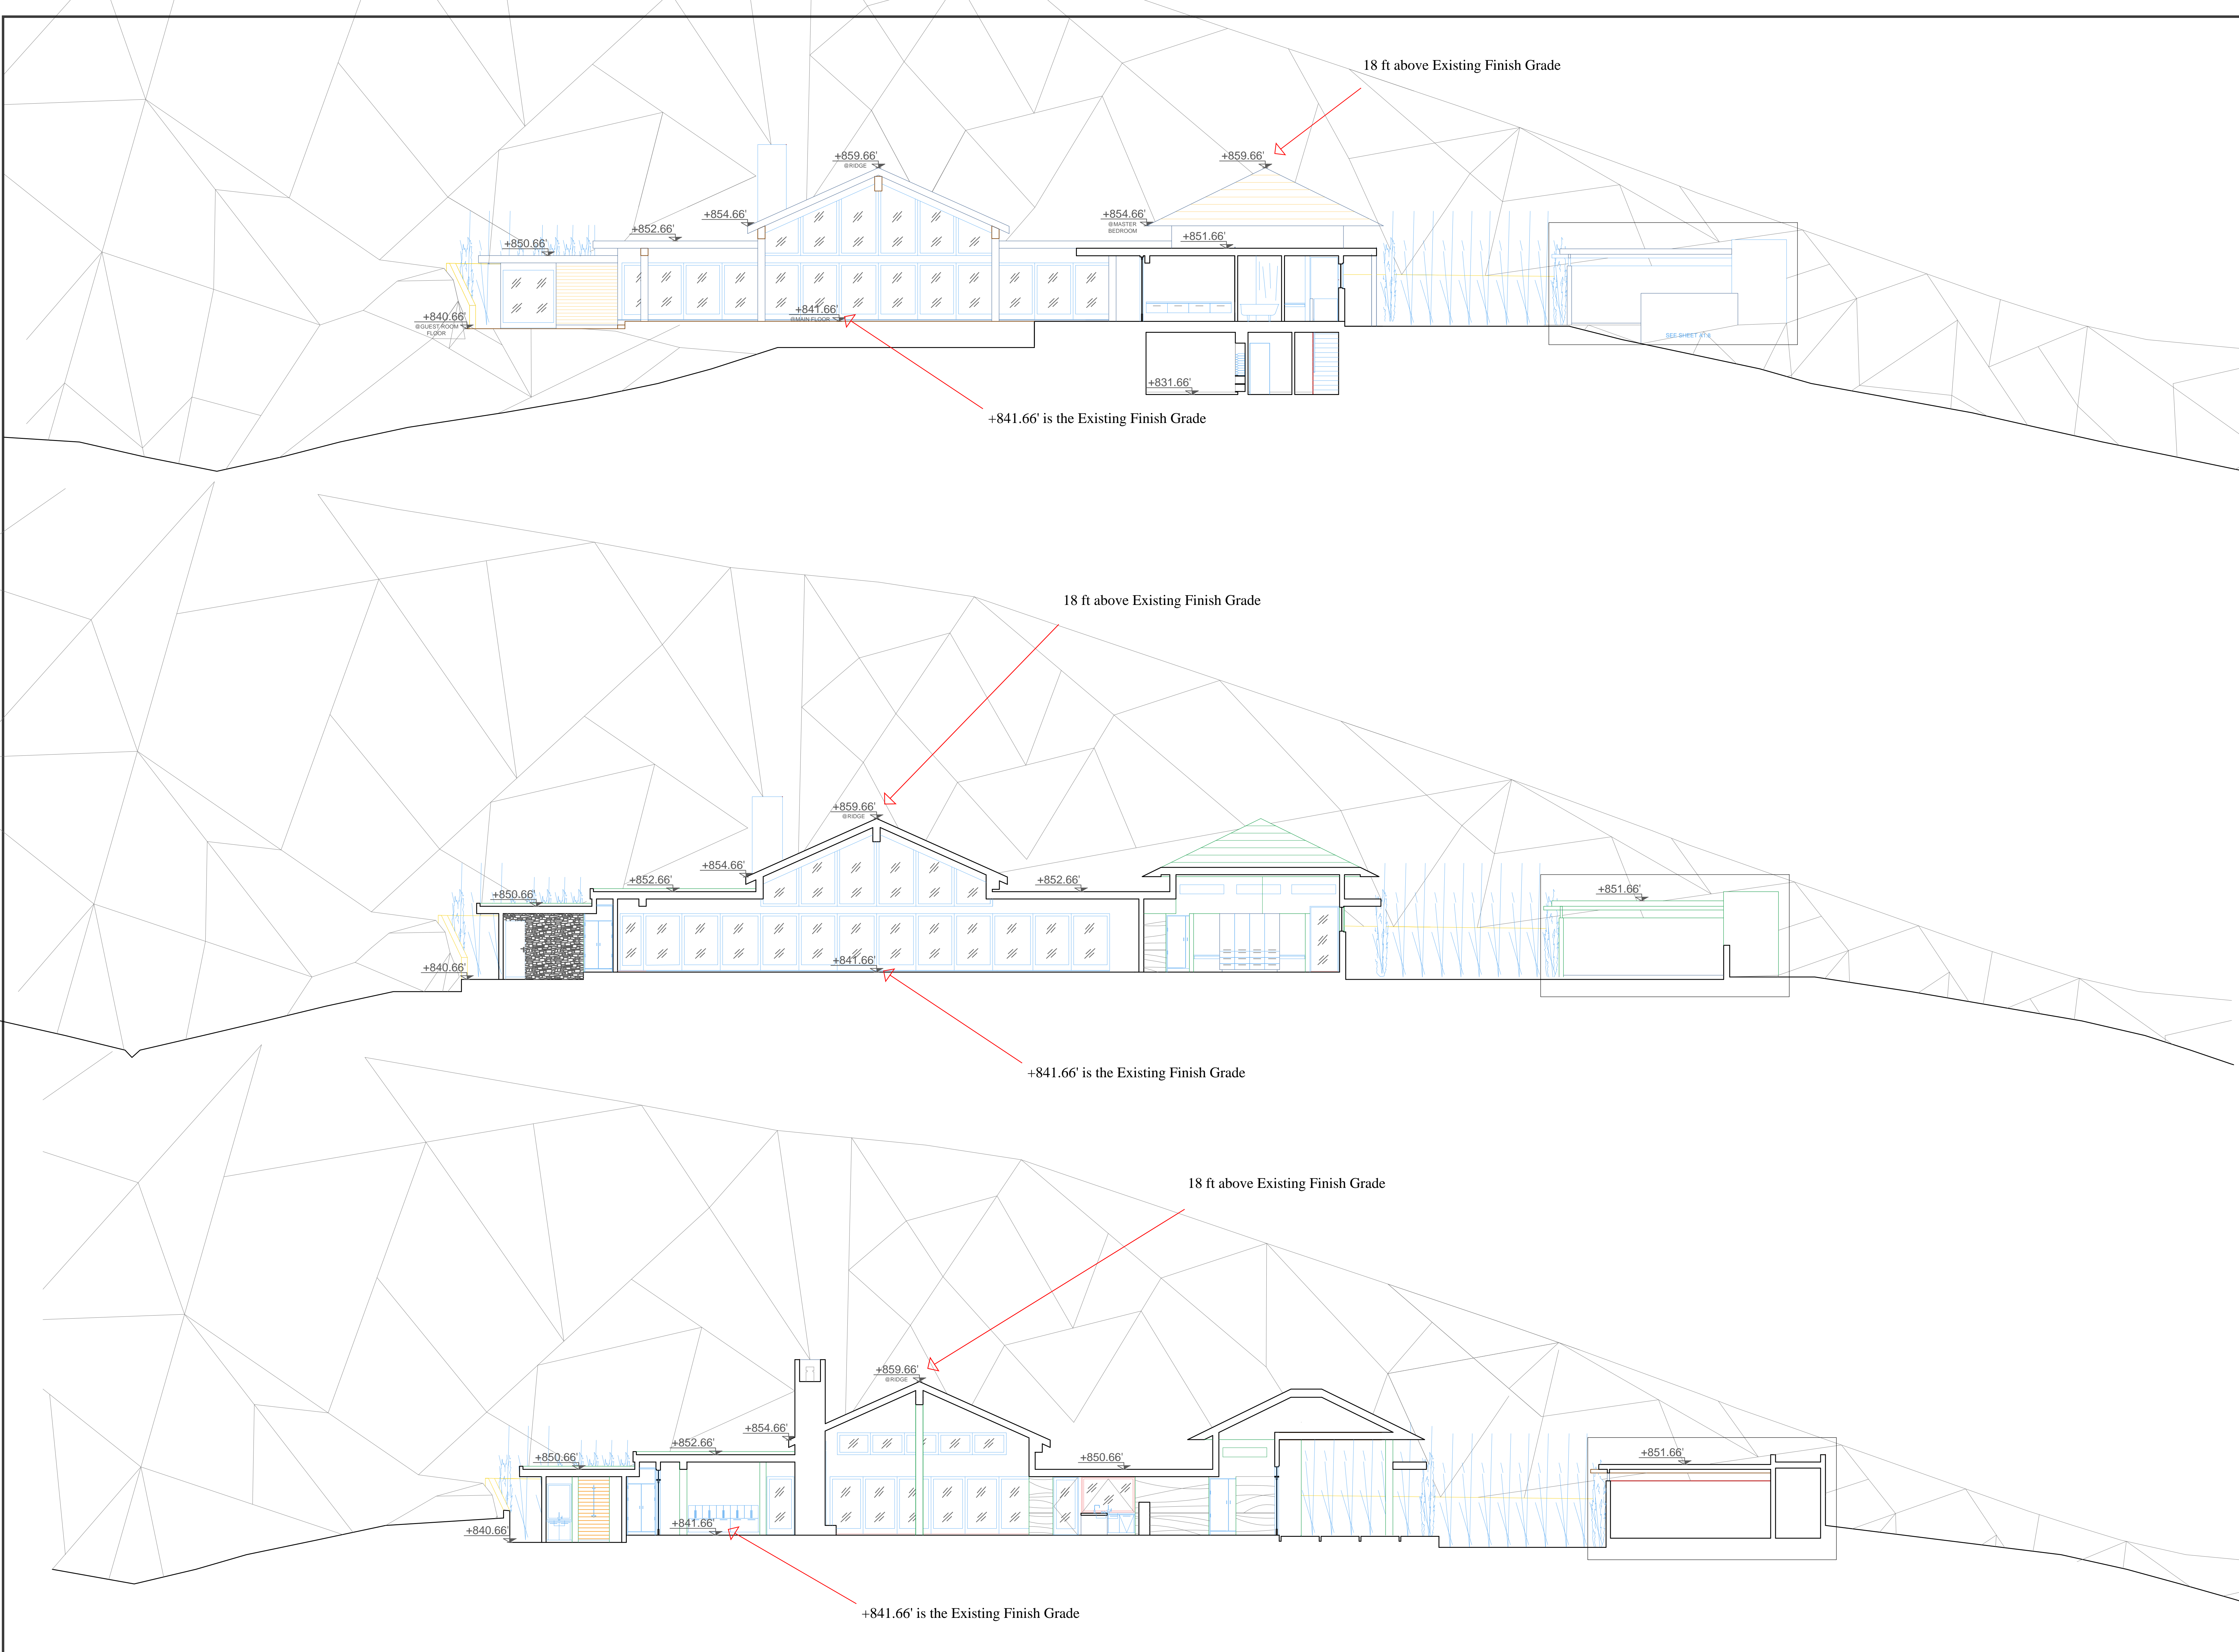 18 ft above Existing Finish Grade
+859.66'
@RIDGE
+859.66'
+854.66'
+854.66'
@MASTER
BEDROOM
+852.66'
+851.66'
+850.66'
+841.66'
@MAIN FLOOR
+840.66'
@GUEST ROOM
FLOOR
SEE SHEET AT.8
+831.66'
+841.66' is the Existing Finish Grade
18 ft above Existing Finish Grade
+859.66'
@RIDGE
+854.66'
+852.66'
+852.66'
+850.66'
+851.66'
+841.66'
+840.66'
+841.66' is the Existing Finish Grade
18 ft above Existing Finish Grade
+859.66'
@RIDGE
+854.66'
+852.66'
+850.66'
+850.66'
+851.66'
+841.66'
+840.66'
+841.66' is the Existing Finish Grade